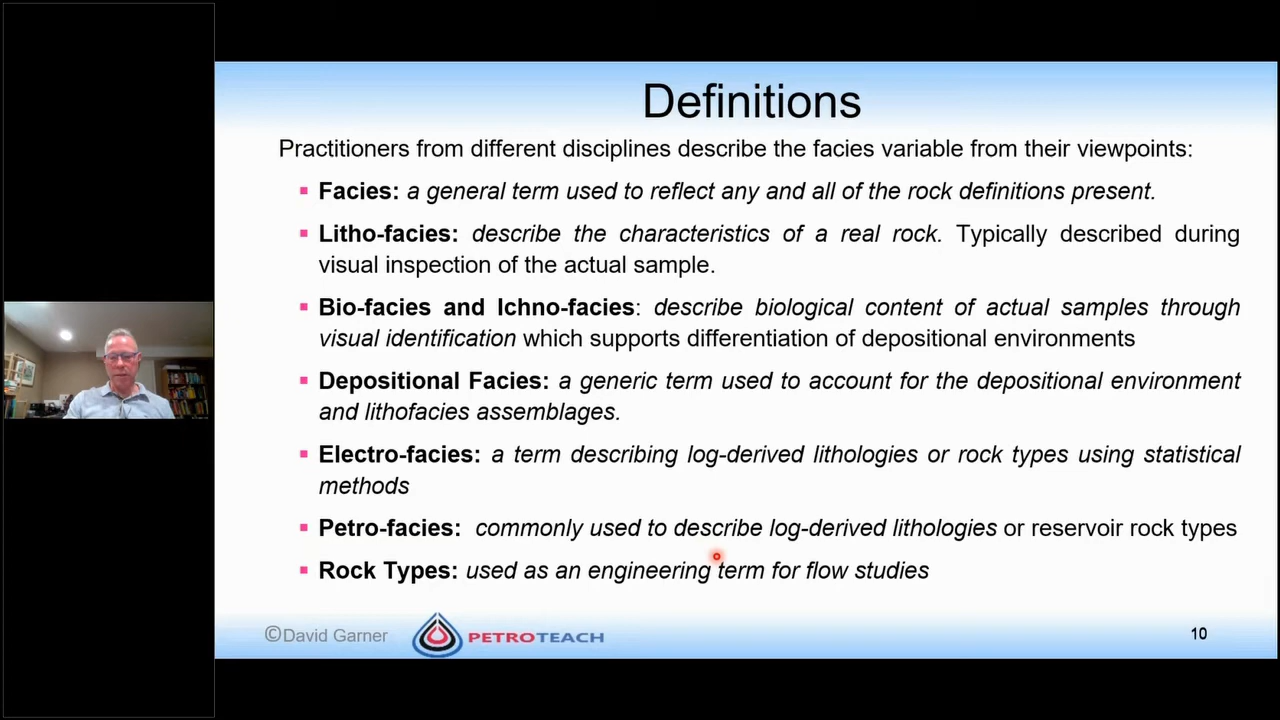 Definitions
Practitioners from different disciplines describe the facies variable from their viewpoints:
Facies: a general term used to reflect any and all of the rock definitions present.
Litho-facies: describe the characteristics of a real rock. Typically described during
visual inspection of the actual sample.
Bio-facies and Ichno-facies: describe biological content of actual samples through
visual identification which supports differentiation of depositional environments
Depositional Facies: a generic term used to account for the depositional environment
and lithofacies assemblages.
Electro-facies: a term describing log-derived lithologies or rock types using statistical
methods
Petro-facies: commonly used to describe log-derived lithologies or reservoir rock types
Rock Types: used as an engineering term for flow studies
©David Garner PETROTEACH 10